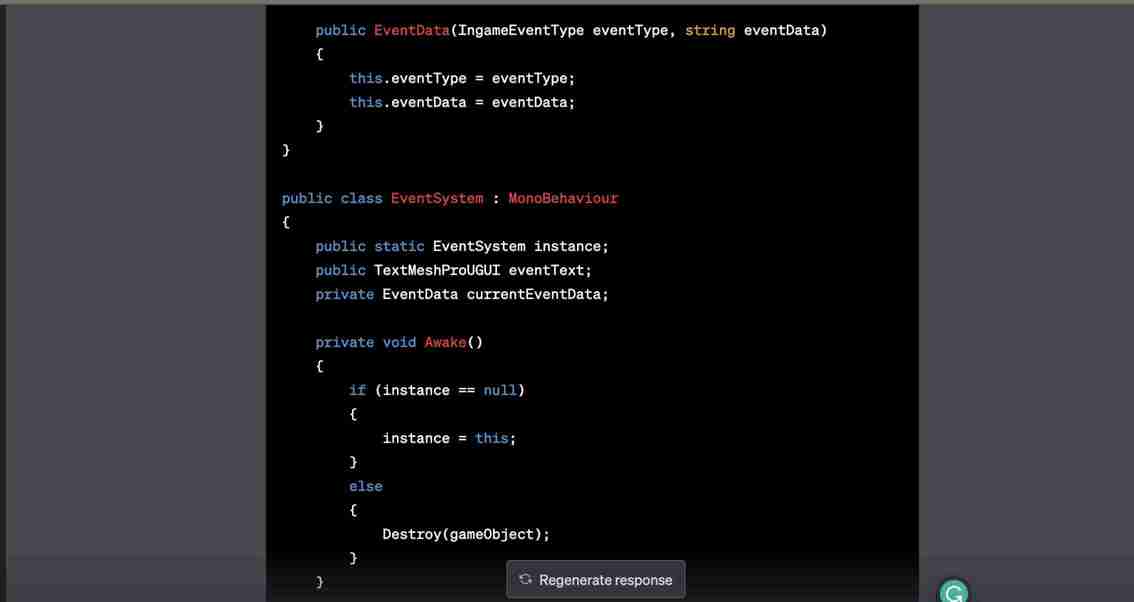 public EventData(IngameEventType eventType, string eventData)
{
this.eventType = eventType;
this.eventData = eventData;
}
}
public class EventSystem : MonoBehaviour
{
public static EventSystem instance;
public TextMeshProUGUI eventText;
private EventData currentEventData;
private void Awake()
{
if (instance == null)
{
instance = this;
}
else
{
Destroy(gameObject);
}
}
Regenerate response
G